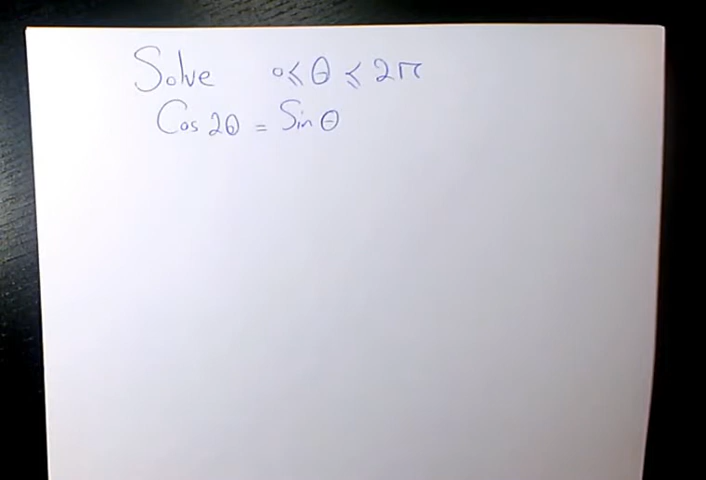 Solve 0 ⩽ θ ⩽ 2π
Cos 2θ = Sin θ